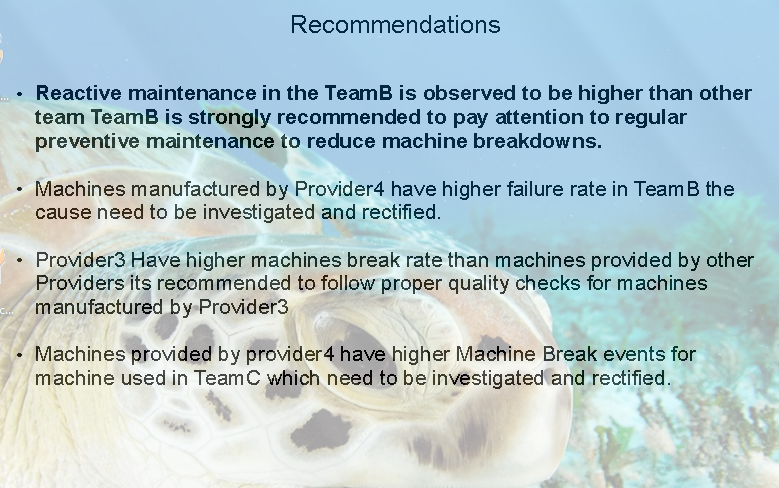 Recommendations
• Reactive maintenance in the TeamB is observed to be higher than other
team TeamB is strongly recommended to pay attention to regular
preventive maintenance to reduce machine breakdowns.
• Machines manufactured by Provider4 have higher failure rate in TeamB the
cause need to be investigated and rectified.
• Provider3 Have higher machines break rate than machines provided by other
Providers its recommended to follow proper quality checks for machines
manufactured by Provider3
• Machines provided by provider4 have higher Machine Break events for
machine used in TeamC which need to be investigated and rectified.